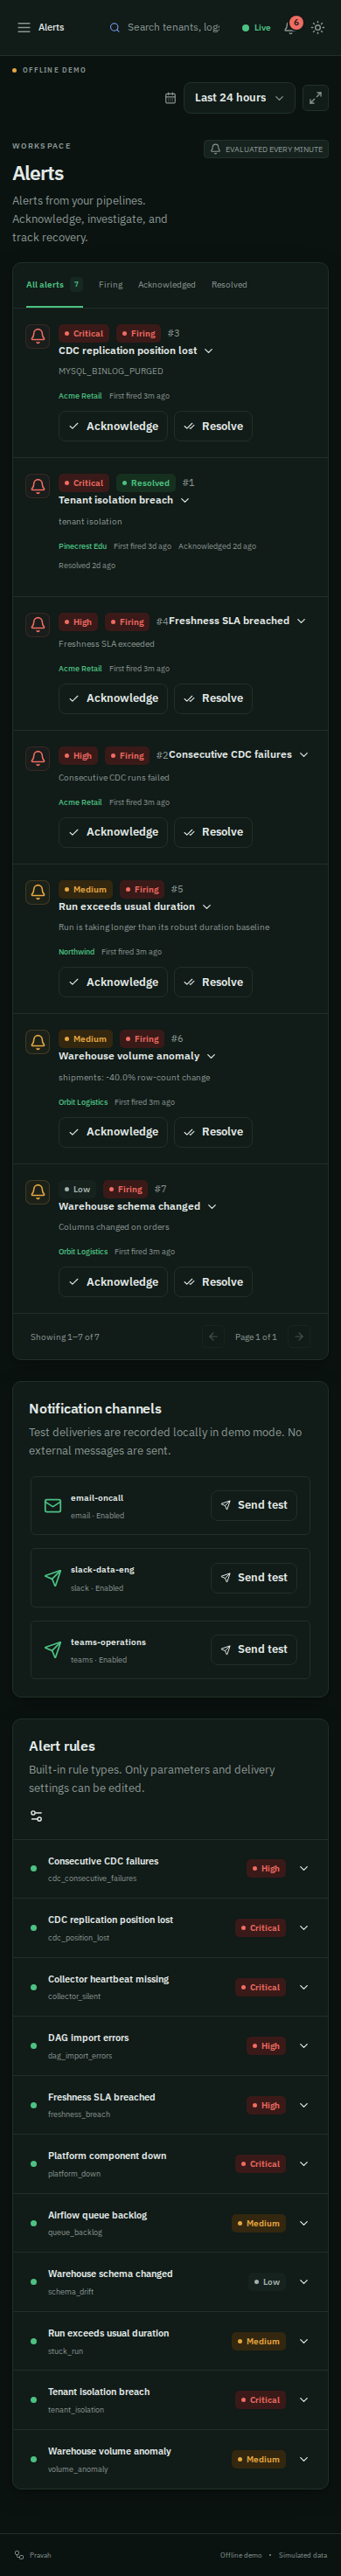 Alerts
Search tenants, log
Live
6
OFFLINE DEMO
Last 24 hours
WORKSPACE
EVALUATED EVERY MINUTE
Alerts
Alerts from your pipelines.
Acknowledge, investigate, and
track recovery.
All alerts 7 Firing Acknowledged Resolved
Critical Firing #3
CDC replication position lost
MYSQL_BINLOG_PURGED
Acme Retail First fired 3m ago
Acknowledge Resolve
Critical Resolved #1
Tenant isolation breach
tenant isolation
Pinecrest Edu First fired 3d ago Acknowledged 2d ago
Resolved 2d ago
High Firing #4 Freshness SLA breached
Freshness SLA exceeded
Acme Retail First fired 3m ago
Acknowledge Resolve
High Firing #2 Consecutive CDC failures
Consecutive CDC runs failed
Acme Retail First fired 3m ago
Acknowledge Resolve
Medium Firing #5
Run exceeds usual duration
Run is taking longer than its robust duration baseline
Northwind First fired 3m ago
Acknowledge Resolve
Medium Firing #6
Warehouse volume anomaly
shipments: -40.0% row-count change
Orbit Logistics First fired 3m ago
Acknowledge Resolve
Low Firing #7
Warehouse schema changed
Columns changed on orders
Orbit Logistics First fired 3m ago
Acknowledge Resolve
Showing 1–7 of 7 Page 1 of 1
Notification channels
Test deliveries are recorded locally in demo mode. No
external messages are sent.
email-oncall
email · Enabled
Send test
slack-data-eng
slack · Enabled
Send test
teams-operations
teams · Enabled
Send test
Alert rules
Built-in rule types. Only parameters and delivery
settings can be edited.
Consecutive CDC failures
cdc_consecutive_failures
High
CDC replication position lost
cdc_position_lost
Critical
Collector heartbeat missing
collector_silent
Critical
DAG import errors
dag_import_errors
High
Freshness SLA breached
freshness_breach
High
Platform component down
platform_down
Critical
Airflow queue backlog
queue_backlog
Medium
Warehouse schema changed
schema_drift
Low
Run exceeds usual duration
stuck_run
Medium
Tenant isolation breach
tenant_isolation
Critical
Warehouse volume anomaly
volume_anomaly
Medium
Pravah
Offline demo • Simulated data